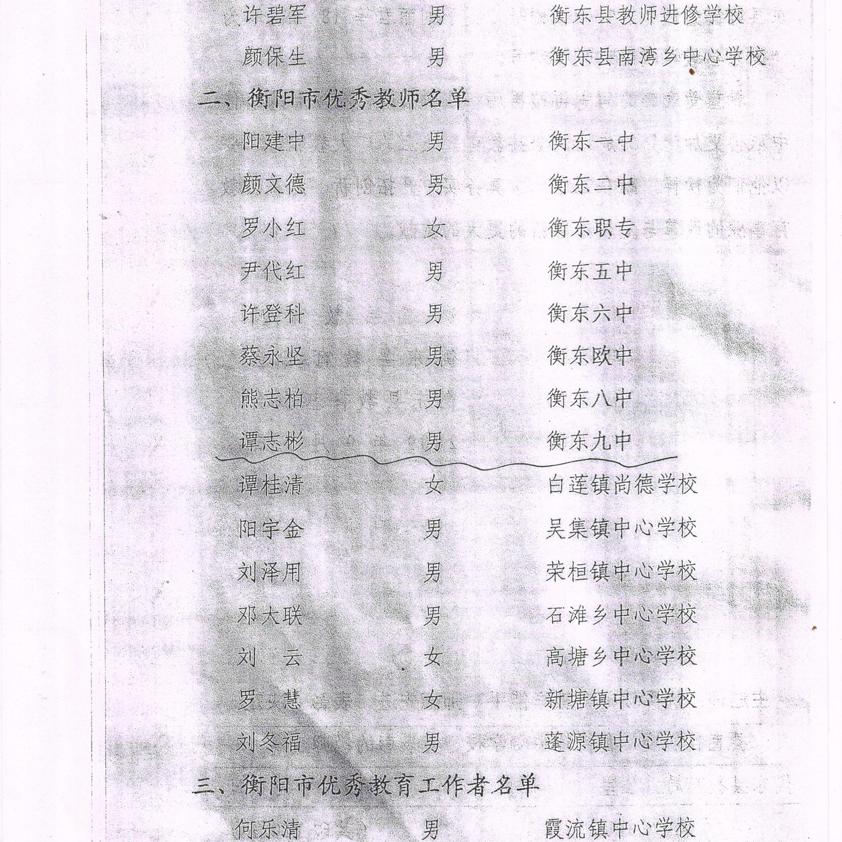 许碧军 男 衡东县教师进修学校
颜保生 男 衡东县南湾乡中心学校
二、衡阳市优秀教师名单
阳建中 男 衡东一中
颜文德 男 衡东二中
罗小红 女 衡东职专
尹代红 男 衡东五中
许登科 男 衡东六中
蔡永坚 男 衡东欧中
熊志柏 男 衡东八中
谭志彬 男 衡东九中
谭桂清 女 白莲镇尚德学校
阳宇金 男 吴集镇中心学校
刘泽用 男 荣桓镇中心学校
邓大联 男 石滩乡中心学校
刘 云 女 高塘乡中心学校
罗 慧 女 新塘镇中心学校
刘冬福 男 蓬源镇中心学校
三、衡阳市优秀教育工作者名单
何乐清 男 霞流镇中心学校